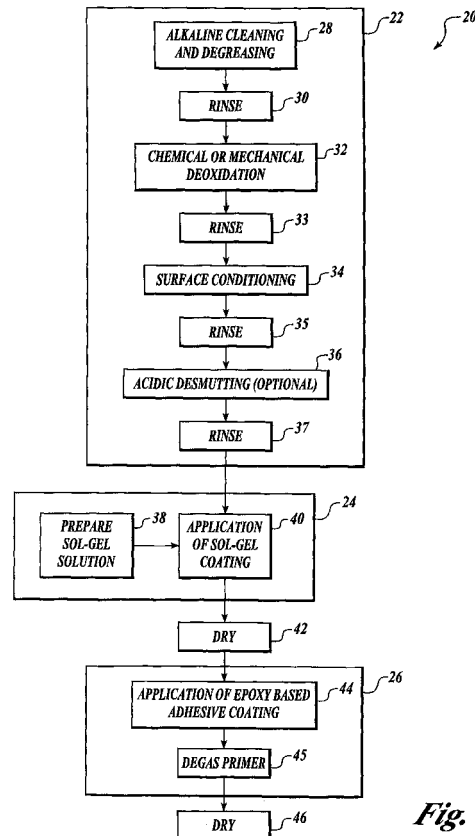 20
22
ALKALINE CLEANING
AND DEGREASING
28
RINSE
30
CHEMICAL OR MECHANICAL
DEOXIDATION
32
RINSE
33
SURFACE CONDITIONING
34
RINSE
35
36
ACIDIC DESMUTTING (OPTIONAL)
RINSE
37
24
PREPARE
SOL-GEL
SOLUTION
38
APPLICATION
OF SOL-GEL
COATING
40
DRY
42
26
APPLICATION OF EPOXY BASED
ADHESIVE COATING
44
DEGAS PRIMER
45
DRY
46
Fig.